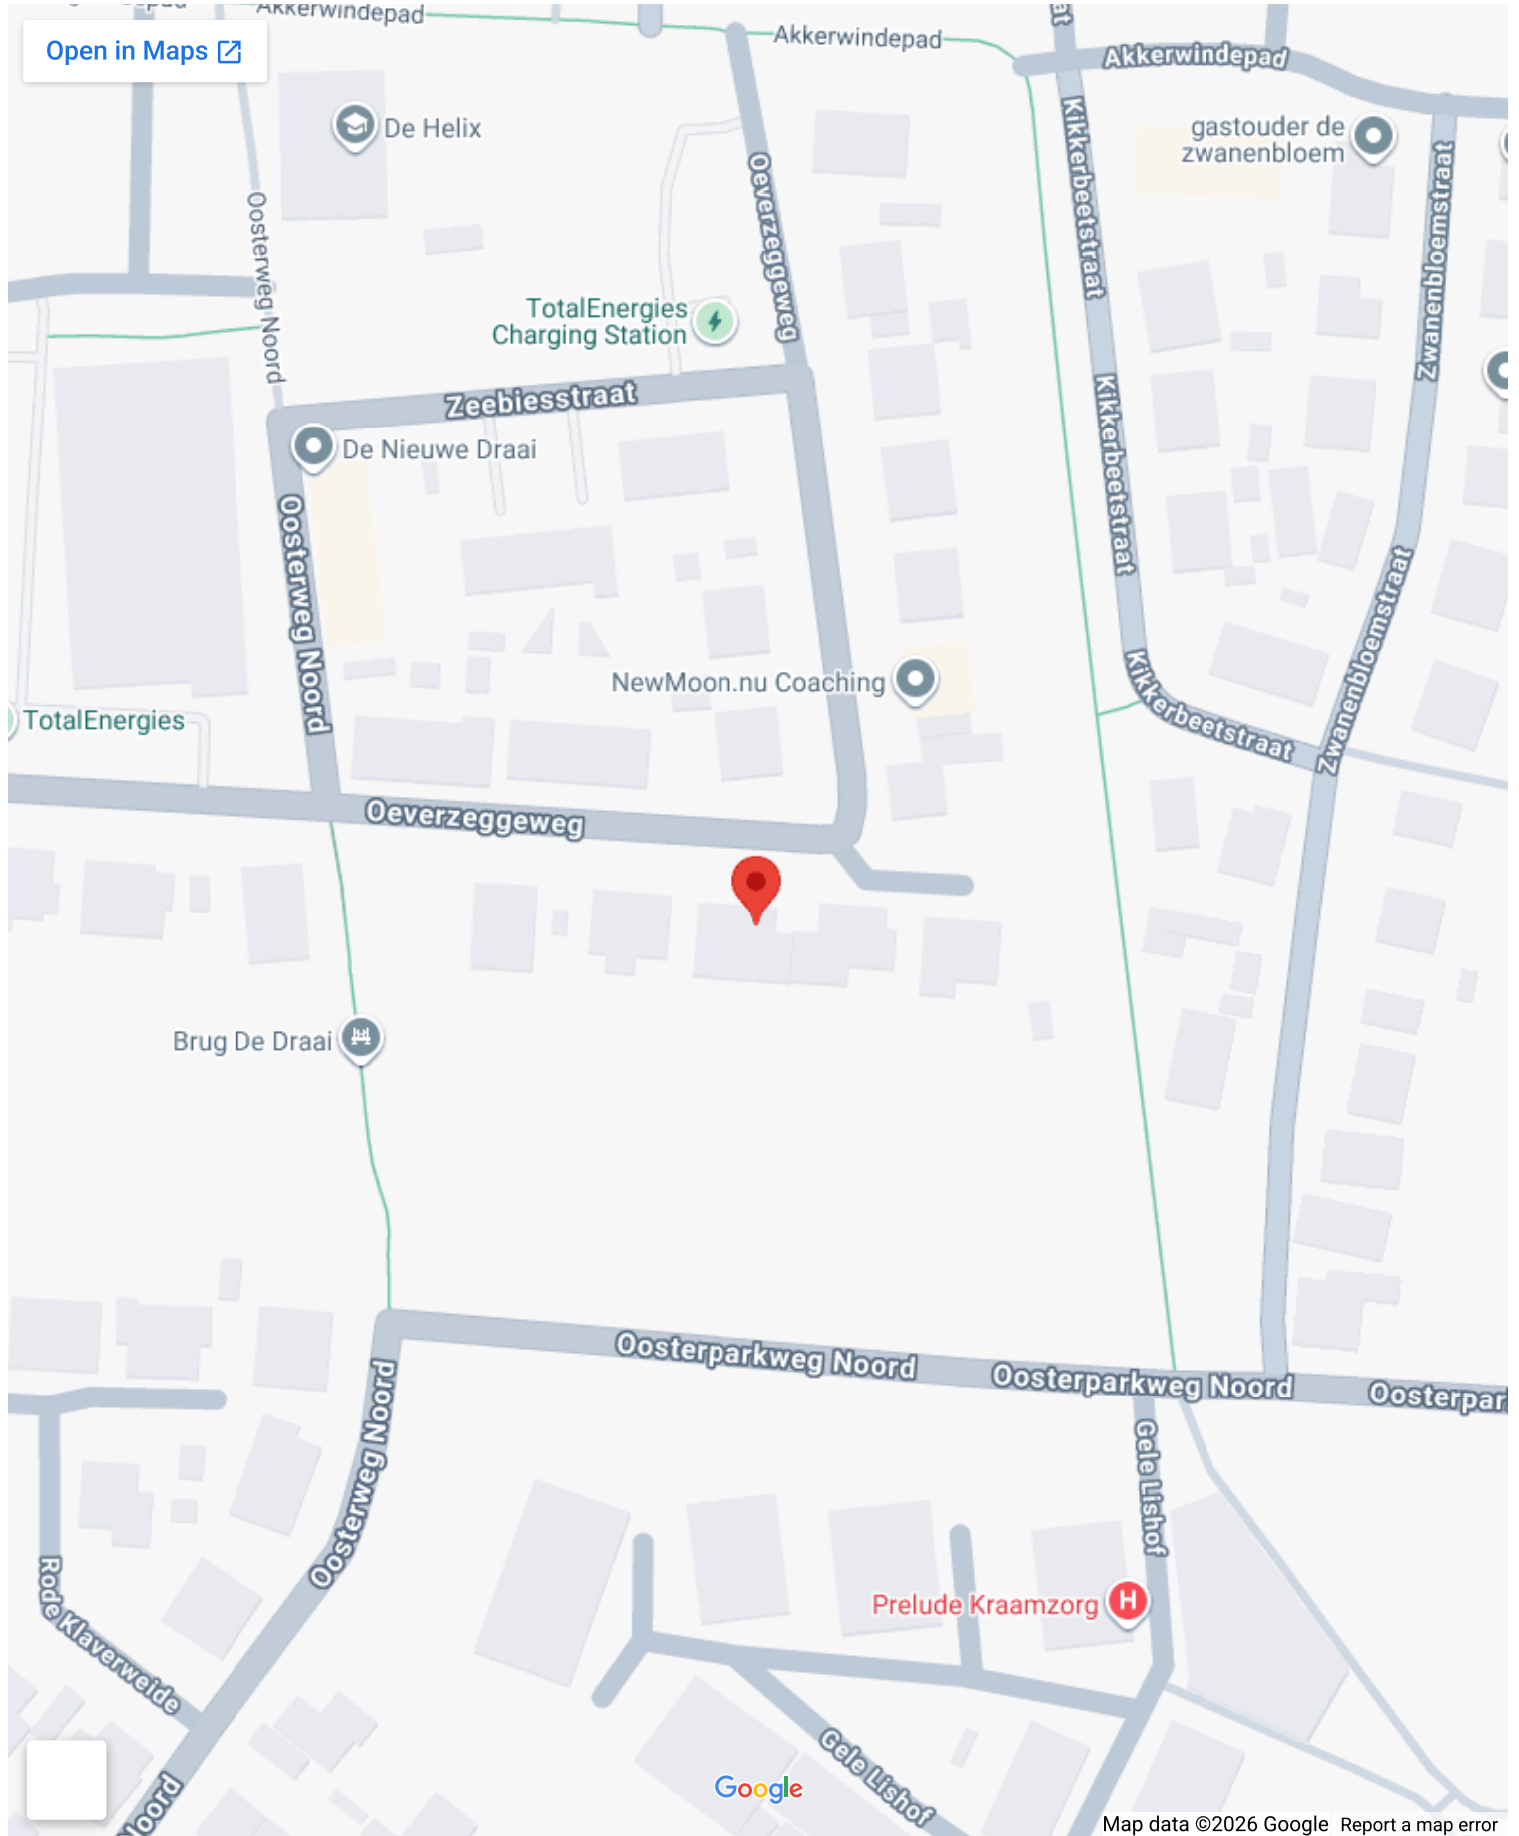 Akkerwindepad
Akkerwindepad
Akkerwindepad
Open in Maps
De Helix
gastouder de
zwanenbloem
Kikkerbeetstraat
Oeverzeggeweg
Zwanenbloemstraat
Oosterweg Noord
TotalEnergies
Charging Station
Zeebiesstraat
De Nieuwe Draai
Kikkerbeetstraat
Oosterweg Noord
NewMoon.nu Coaching
Zwanenbloemstraat
Kikkerbeetstraat
TotalEnergies
Oeverzeggeweg
Brug De Draai
Oosterparkweg Noord
Oosterparkweg Noord
Oosterpar
Oosterweg Noord
Gele Lishof
Rode Klaverweide
Prelude Kraamzorg
Gele Lishof
Noord
Google
Map data ©2026 Google
Report a map error